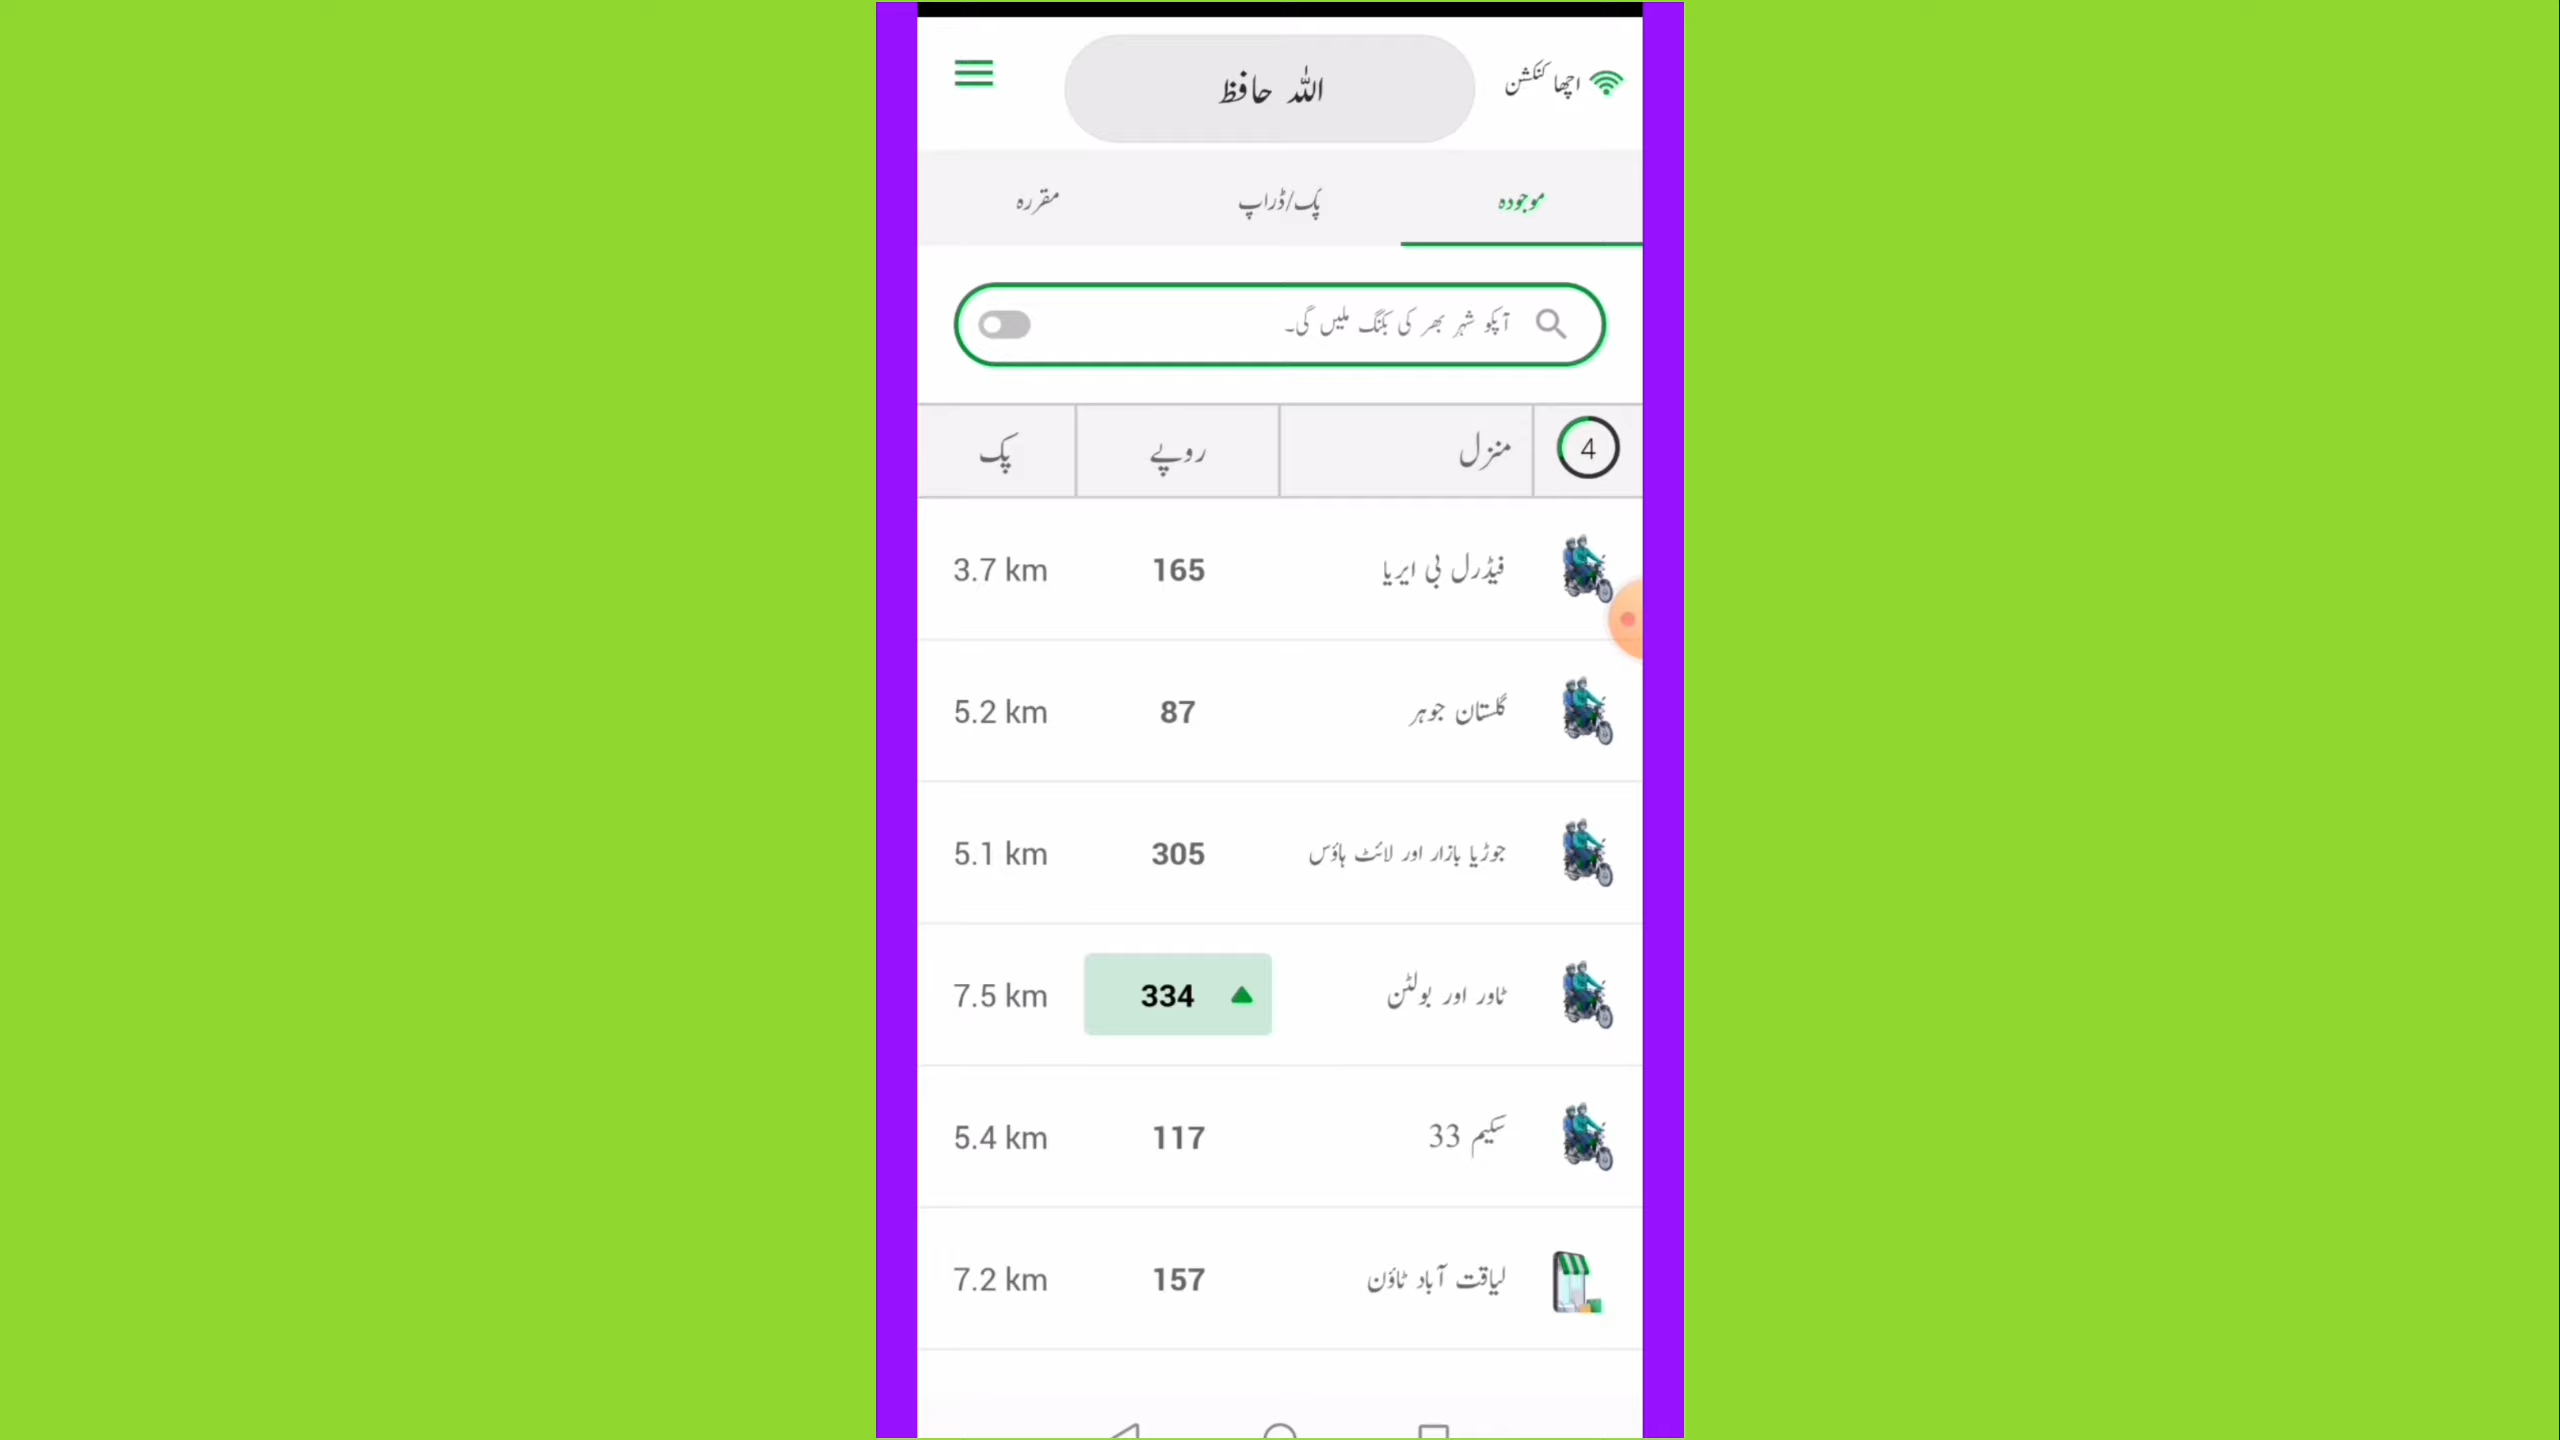 اچھا کنکشن
اللہ حافظ
موجودہ
پک/ڈراپ
مقررہ
آپکو شہر بھر کی بکنگ ملیں گی۔
4 منزل روپے پک
فیڈرل بی ایریا 165 3.7 km
گلستان جوہر 87 5.2 km
جوڑیا بازار اور لائٹ ہاؤس 305 5.1 km
ٹاور اور بولٹن 334 7.5 km
سکیم 33 117 5.4 km
لیاقت آباد ٹاؤن 157 7.2 km